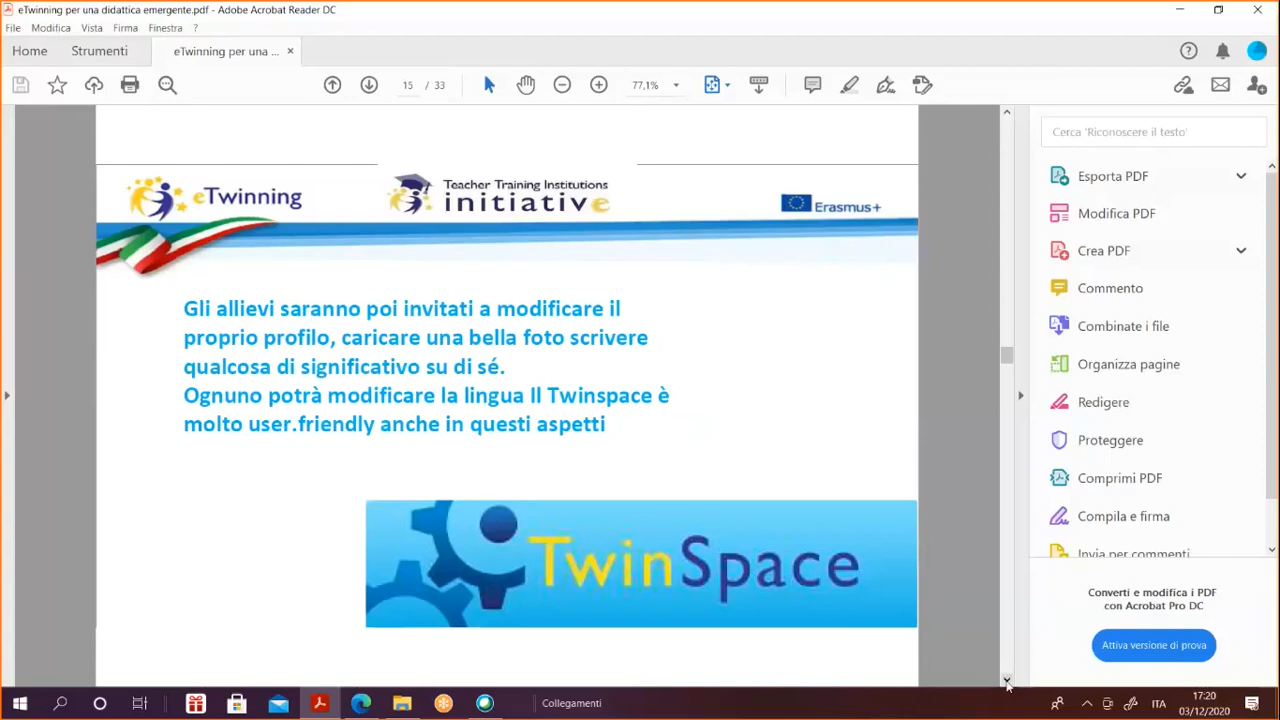 eTwinning per una didattica emergente.pdf - Adobe Acrobat Reader DC
File Modifica Vista Firma Finestra ?
Home Strumenti eTwinning per una ... ×
15 / 33 77,1%
Cerca 'Riconoscere il testo'
Esporta PDF
Modifica PDF
Crea PDF
Commento
Combinate i file
Organizza pagine
Redigere
Proteggere
Comprimi PDF
Compila e firma
Invia per commenti
Converti e modifica i PDF
con Acrobat Pro DC
Attiva versione di prova
eTwinning
Teacher Training Institutions
initiative
Erasmus+
Gli allievi saranno poi invitati a modificare il
proprio profilo, caricare una bella foto scrivere
qualcosa di significativo su di sé.
Ognuno potrà modificare la lingua Il Twinspace è
molto user.friendly anche in questi aspetti
TwinSpace
Collegamenti
ITA
17:20
03/12/2020